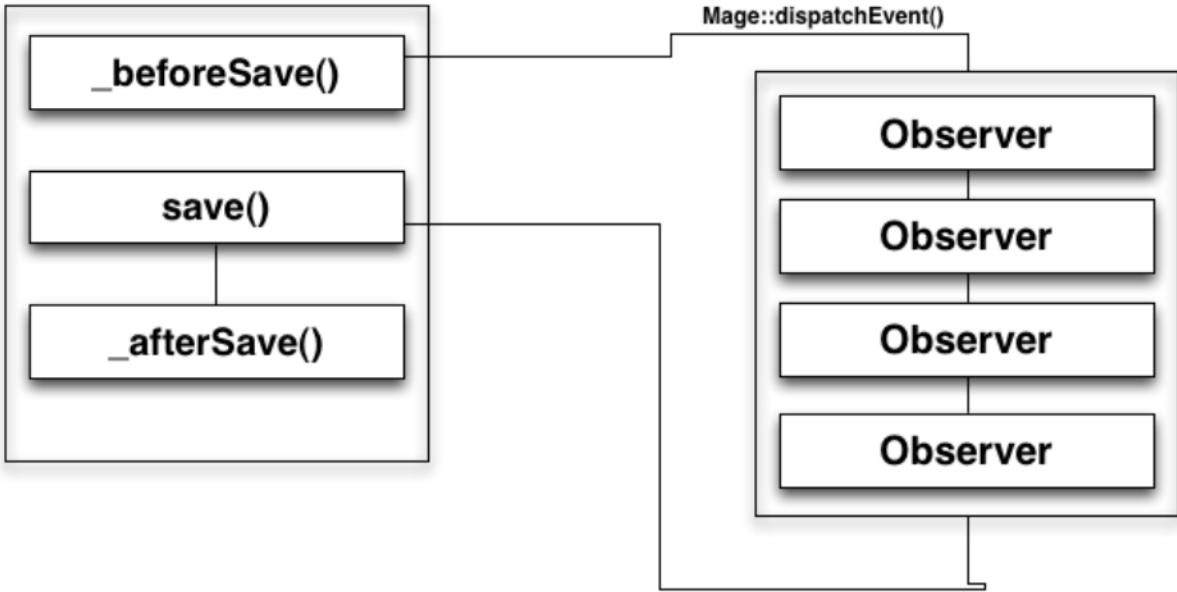 Mage::dispatchEvent()
_beforeSave()
save()
_afterSave()
Observer
Observer
Observer
Observer